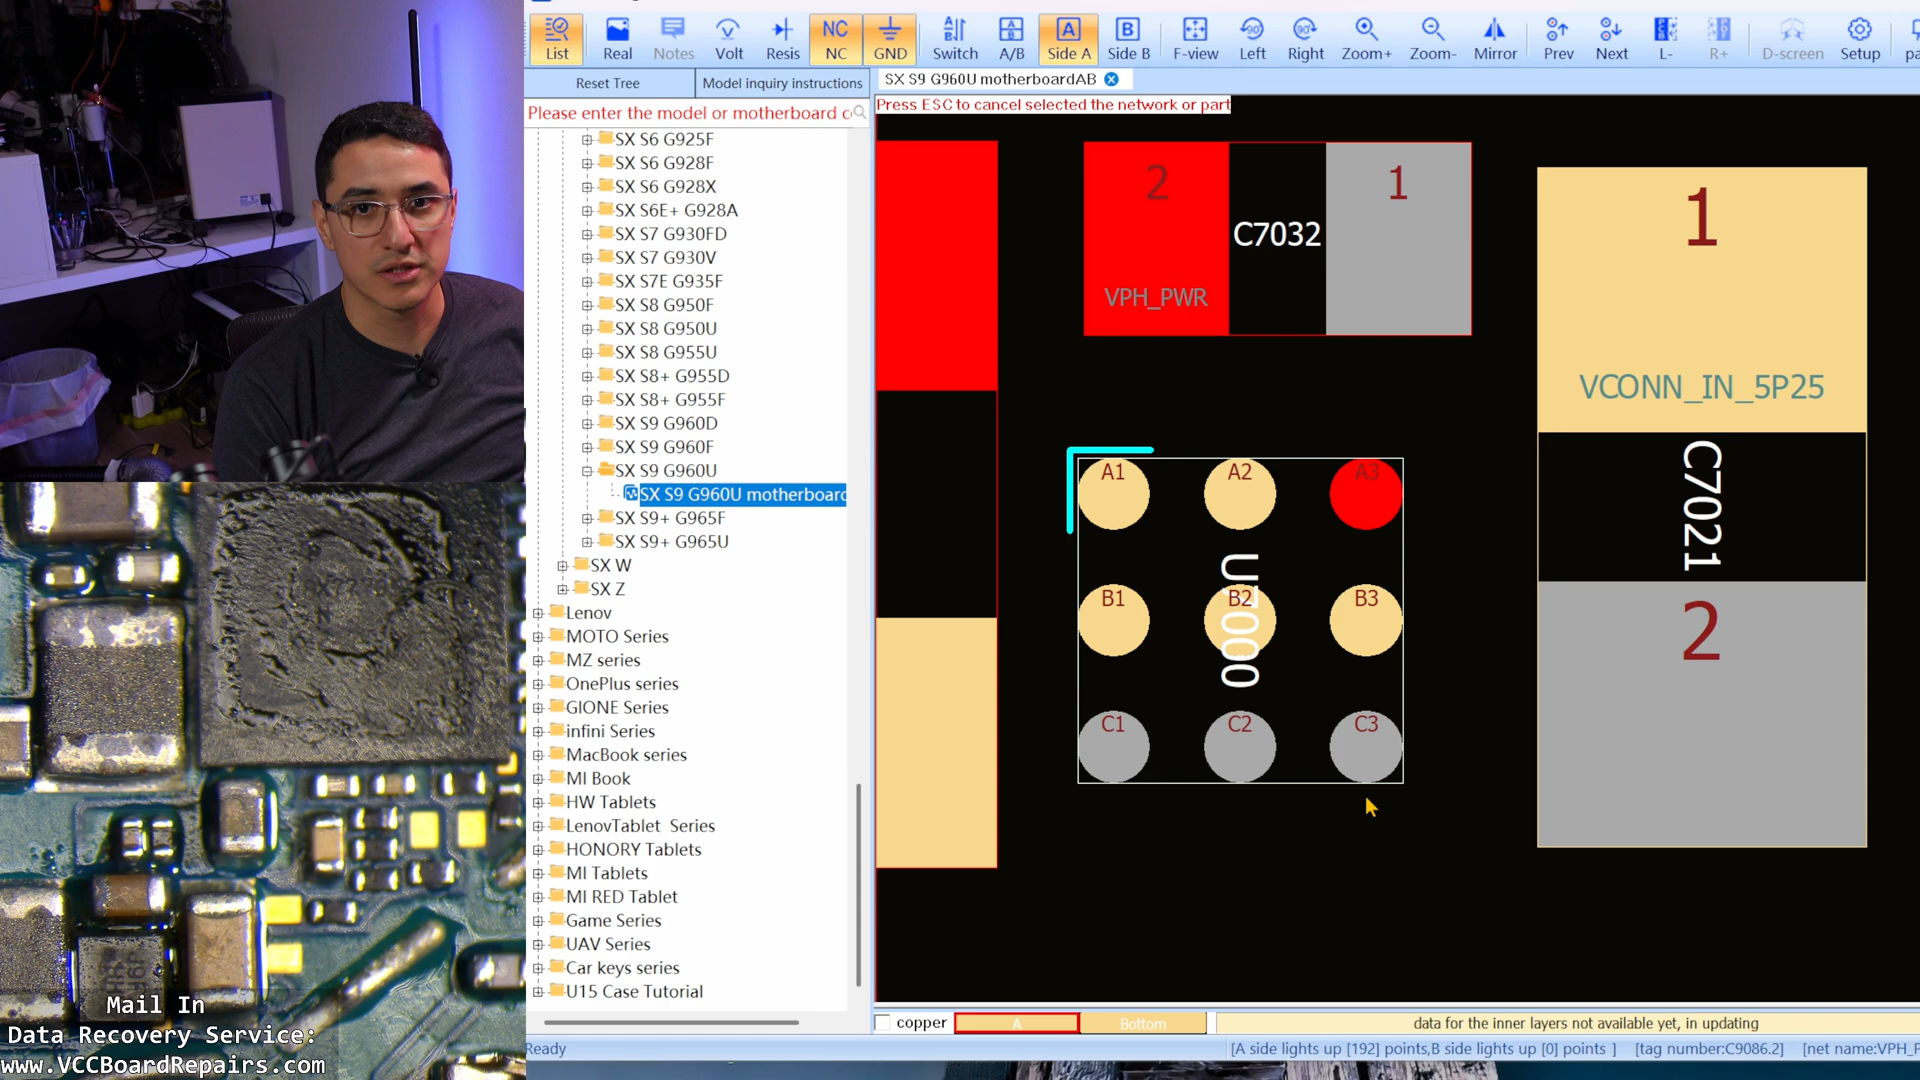 List
Real
Notes
Volt
Resis
NC
NC
GND
Switch
A/B
A
Side A
B
Side B
F-view
Left
Right
Zoom+
Zoom-
Mirror
Prev
Next
L-
R+
D-screen
Setup
Reset Tree
Model inquiry instructions
SX S9 G960U motherboardAB
Please enter the model or motherboard c
Press ESC to cancel selected the network or part
SX S6 G925F
SX S6 G928F
SX S6 G928X
SX S6E+ G928A
SX S7 G930FD
SX S7 G930V
SX S7E G935F
SX S8 G950F
SX S8 G950U
SX S8 G955U
SX S8+ G955D
SX S8+ G955F
SX S9 G960D
SX S9 G960F
SX S9 G960U
SX S9 G960U motherboard
SX S9+ G965F
SX S9+ G965U
SX W
SX Z
Lenov
MOTO Series
MZ series
OnePlus series
GIONE Series
infini Series
MacBook series
MI Book
HW Tablets
LenovTablet Series
HONORY Tablets
MI Tablets
MI RED Tablet
Game Series
UAV Series
Car keys series
U15 Case Tutorial
2
C7032
1
VPH_PWR
1
VCONN_IN_5P25
C7021
2
A1
A2
A3
B1
B2
B3
U7000
C1
C2
C3
copper
A
Bottom
data for the inner layers not available yet, in updating
Ready
[A side lights up [192] points,B side lights up [0] points ]
[tag number:C9086.2]
[net name:VPH_P
Mail In
Data Recovery Service:
www.VCCBoardRepairs.com